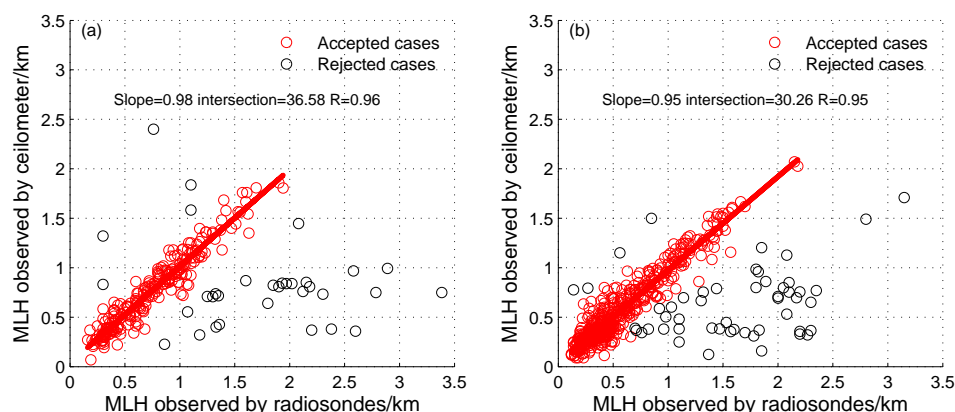 (a)
Accepted cases
Rejected cases
Slope=0.98 intersection=36.58 R=0.96
3.5
3
2.5
2
1.5
1
0.5
0
0 0.5 1 1.5 2 2.5 3 3.5
MLH observed by ceilometer/km
MLH observed by radiosondes/km
(b)
Accepted cases
Rejected cases
Slope=0.95 intersection=30.26 R=0.95
3.5
3
2.5
2
1.5
1
0.5
0
0 0.5 1 1.5 2 2.5 3 3.5
MLH observed by ceilometer/km
MLH observed by radiosondes/km